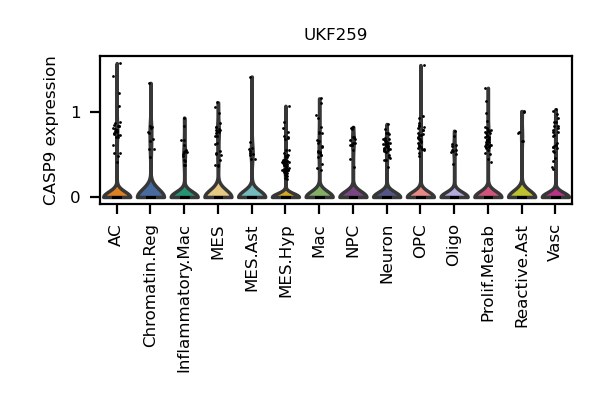 UKF259
CASP9 expression
1
0
AC
Chromatin.Reg
Inflammatory.Mac
MES
MES.Ast
MES.Hyp
Mac
NPC
Neuron
OPC
Oligo
Prolif.Metab
Reactive.Ast
Vasc